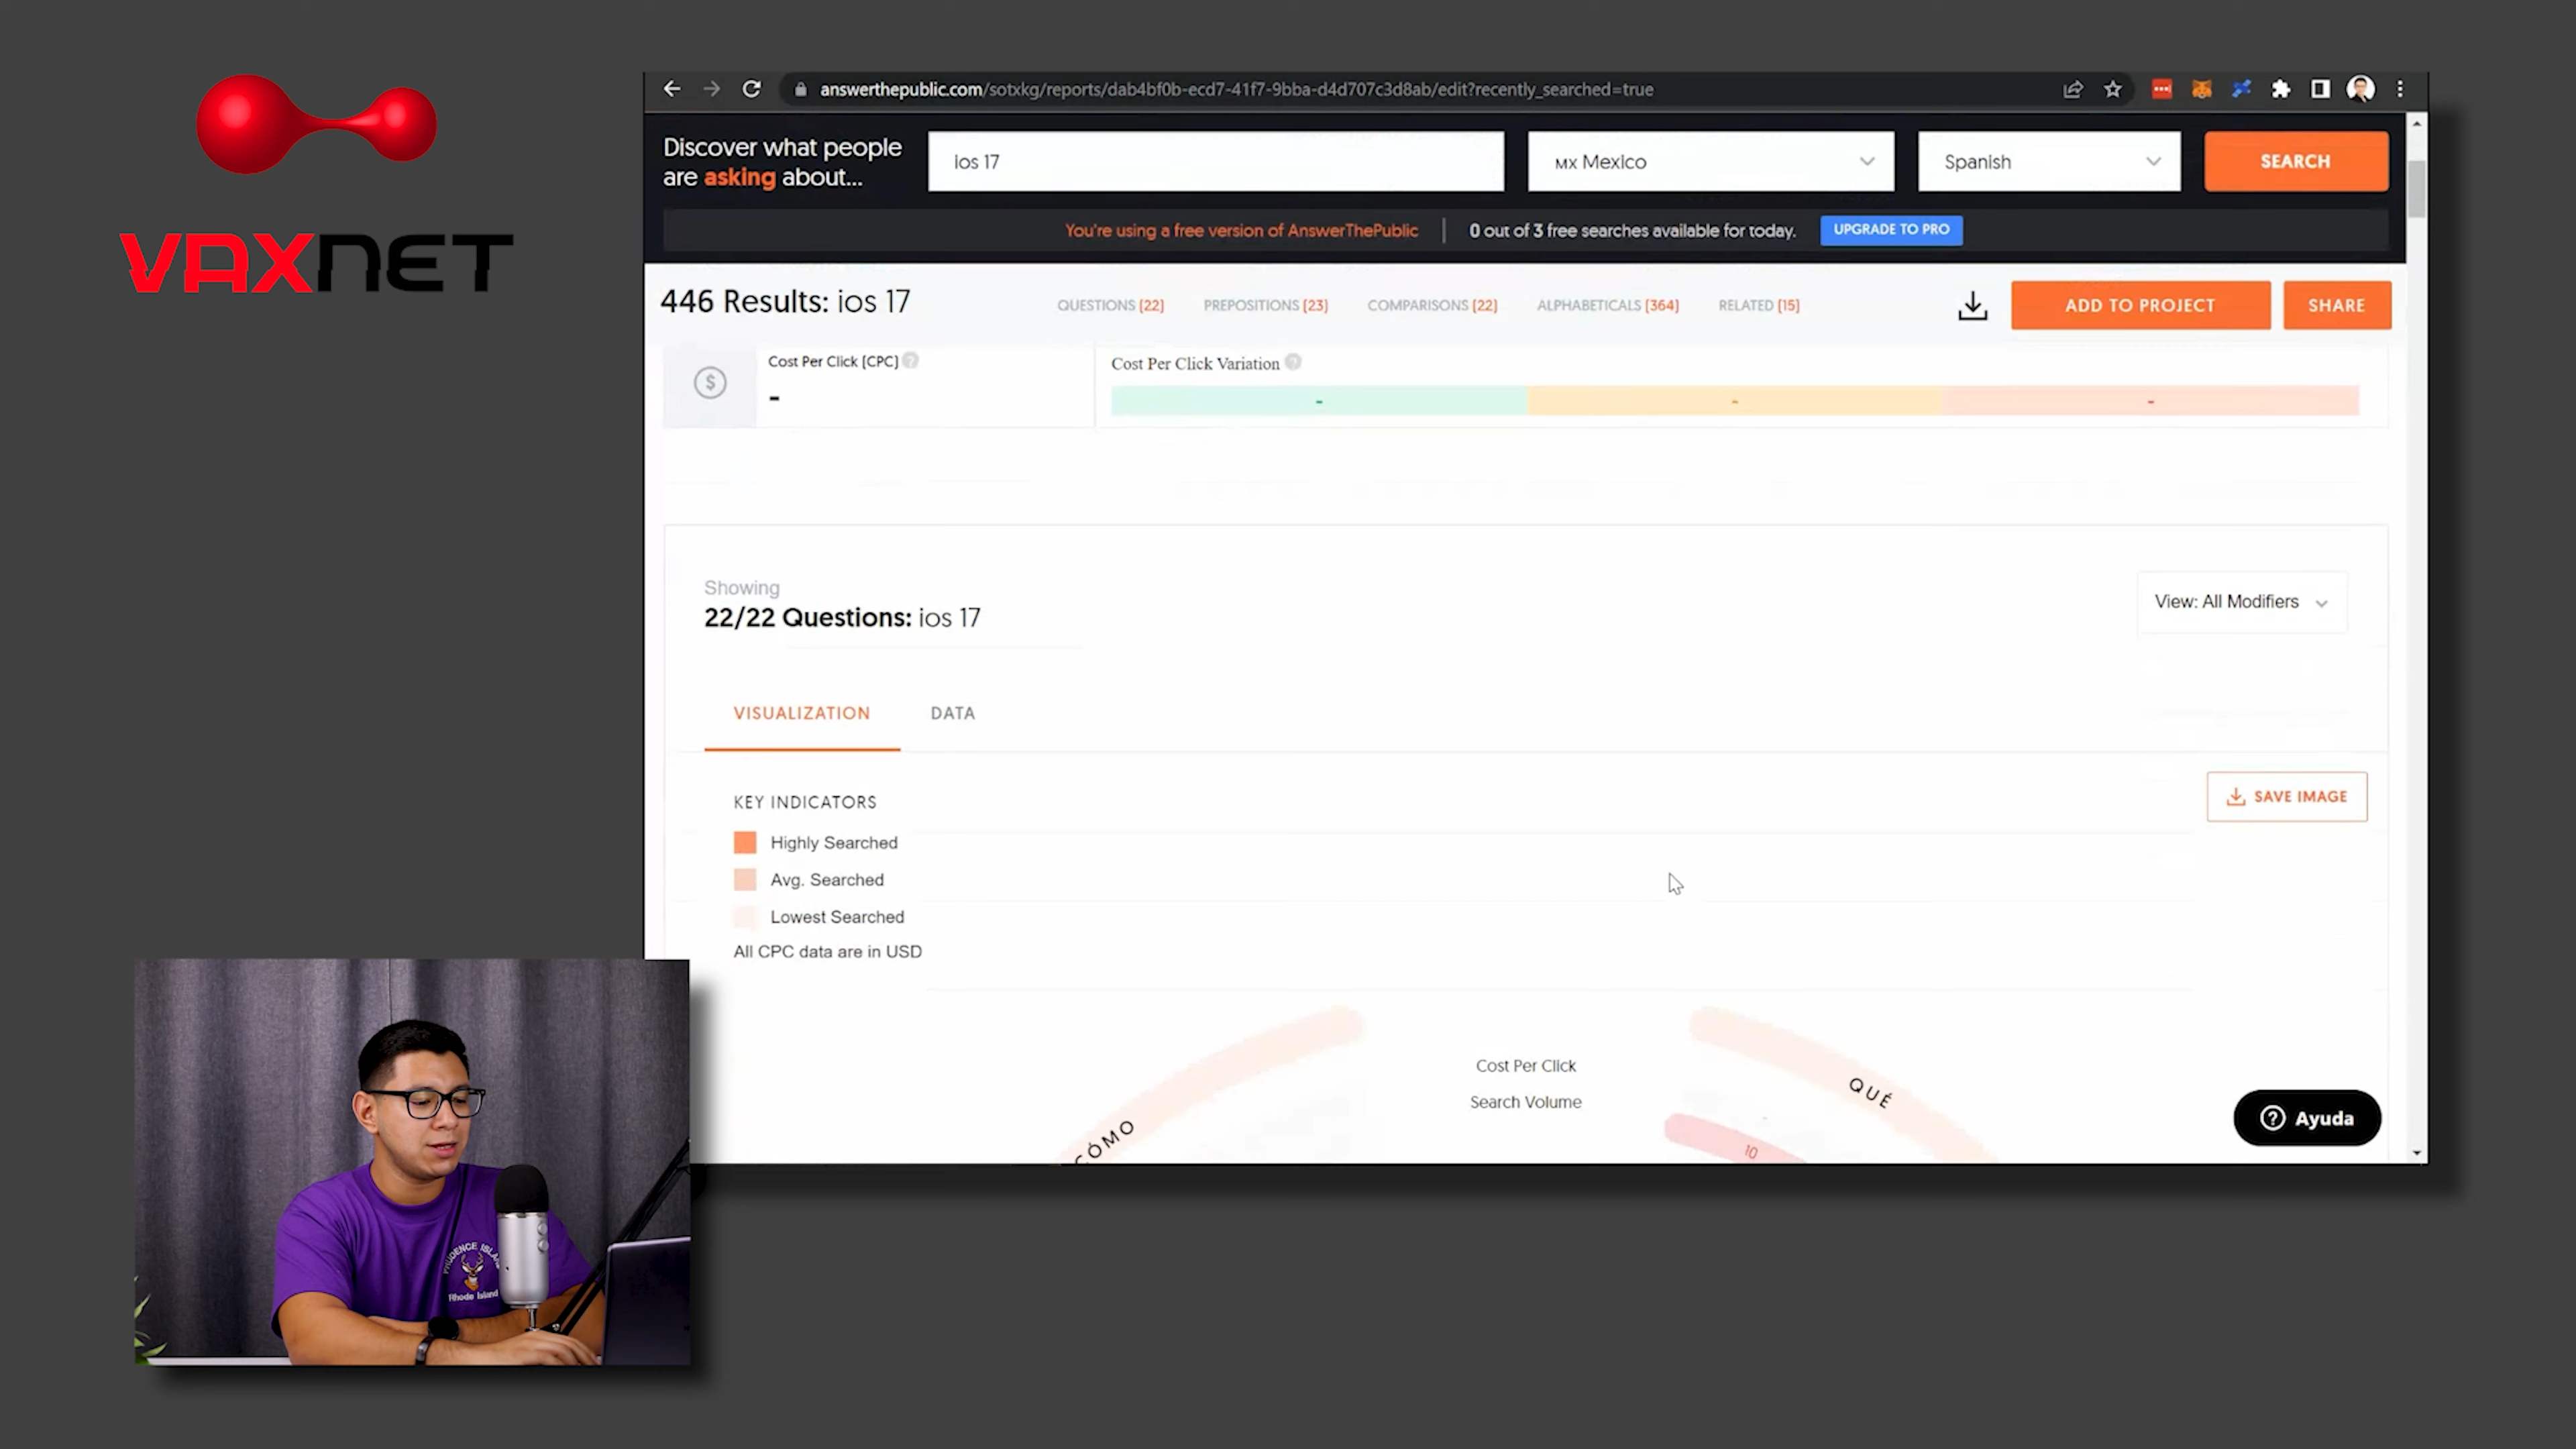 VAXNET
answerthepublic.com/sotxkg/reports/dab4bf0b-ecd7-41f7-9bba-d4d707c3d8ab/edit?recently_searched=true
Discover what people
are asking about...
ios 17
MX Mexico
Spanish
SEARCH
You're using a free version of AnswerThePublic
0 out of 3 free searches available for today.
UPGRADE TO PRO
446 Results: ios 17
QUESTIONS (22)
PREPOSITIONS (23)
COMPARISONS (22)
ALPHABETICALS (364)
RELATED (15)
ADD TO PROJECT
SHARE
Cost Per Click (CPC) ?
-
Cost Per Click Variation ?
- - -
$
Showing
22/22 Questions: ios 17
View: All Modifiers
VISUALIZATION
DATA
KEY INDICATORS
SAVE IMAGE
Highly Searched
Avg. Searched
Lowest Searched
All CPC data are in USD
Cost Per Click
Search Volume
CÓMO
QUÉ
10
? Ayuda
PRUDENCE ISLAND
Rhode Island